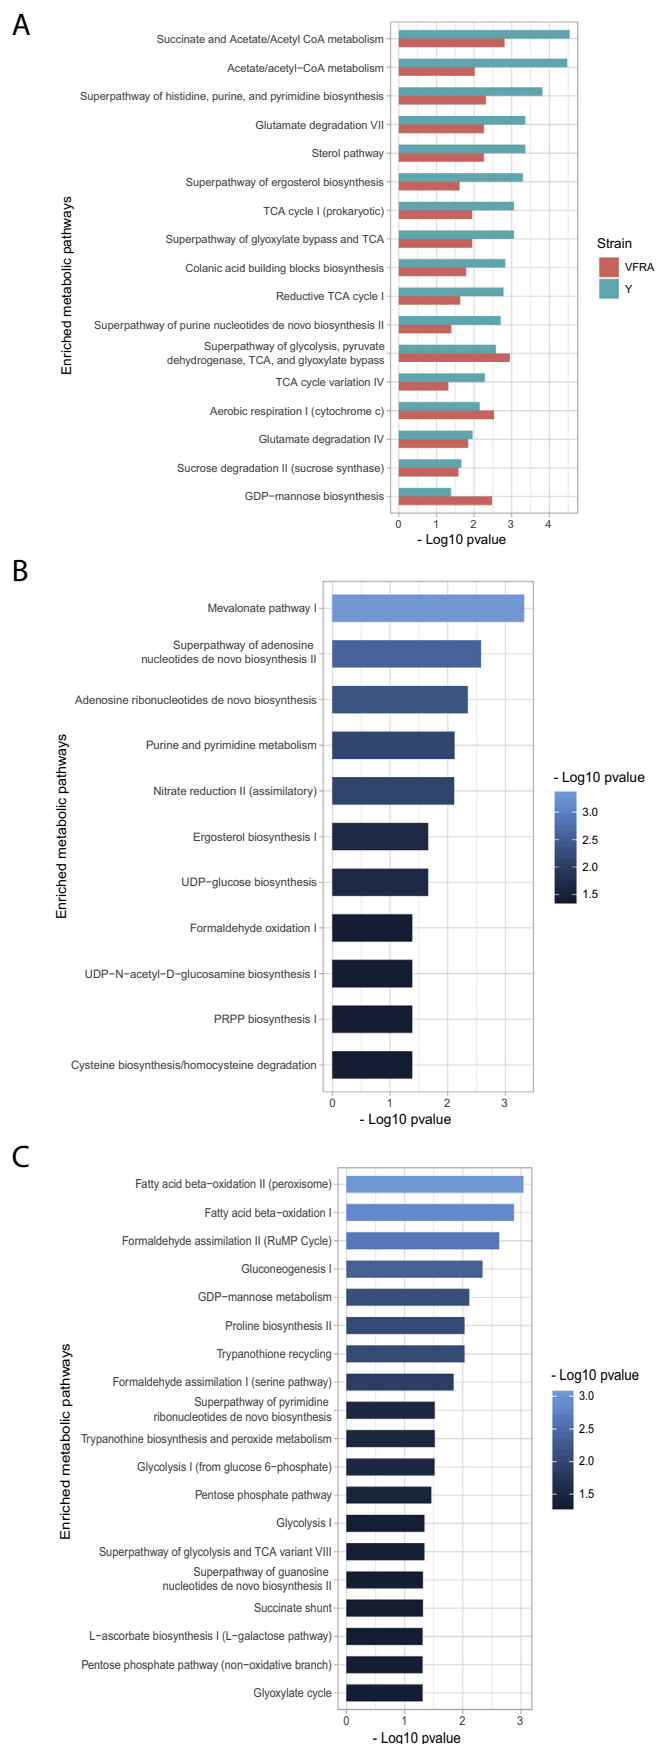 A
Enriched metabolic pathways
Succinate and Acetate/Acetyl CoA metabolism
Acetate/acetyl−CoA metabolism
Superpathway of histidine, purine, and pyrimidine biosynthesis
Glutamate degradation VII
Sterol pathway
Superpathway of ergosterol biosynthesis
TCA cycle I (prokaryotic)
Superpathway of glyoxylate bypass and TCA
Colanic acid building blocks biosynthesis
Reductive TCA cycle I
Superpathway of purine nucleotides de novo biosynthesis II
Superpathway of glycolysis, pyruvate
dehydrogenase, TCA, and glyoxylate bypass
TCA cycle variation IV
Aerobic respiration I (cytochrome c)
Glutamate degradation IV
Sucrose degradation II (sucrose synthase)
GDP−mannose biosynthesis
0 1 2 3 4
- Log10 pvalue
Strain
VFRA
Y
B
Enriched metabolic pathways
Mevalonate pathway I
Superpathway of adenosine
nucleotides de novo biosynthesis II
Adenosine ribonucleotides de novo biosynthesis
Purine and pyrimidine metabolism
Nitrate reduction II (assimilatory)
Ergosterol biosynthesis I
UDP−glucose biosynthesis
Formaldehyde oxidation I
UDP−N−acetyl−D−glucosamine biosynthesis I
PRPP biosynthesis I
Cysteine biosynthesis/homocysteine degradation
0 1 2 3
- Log10 pvalue
- Log10 pvalue
3.0
2.5
2.0
1.5
C
Enriched metabolic pathways
Fatty acid beta−oxidation II (peroxisome)
Fatty acid beta−oxidation I
Formaldehyde assimilation II (RuMP Cycle)
Gluconeogenesis I
GDP−mannose metabolism
Proline biosynthesis II
Trypanothione recycling
Formaldehyde assimilation I (serine pathway)
Superpathway of pyrimidine
ribonucleotides de novo biosynthesis
Trypanothine biosynthesis and peroxide metabolism
Glycolysis I (from glucose 6−phosphate)
Pentose phosphate pathway
Glycolysis I
Superpathway of glycolysis and TCA variant VIII
Superpathway of guanosine
nucleotides de novo biosynthesis II
Succinate shunt
L−ascorbate biosynthesis I (L−galactose pathway)
Pentose phosphate pathway (non−oxidative branch)
Glyoxylate cycle
0 1 2 3
- Log10 pvalue
- Log10 pvalue
3.0
2.5
2.0
1.5